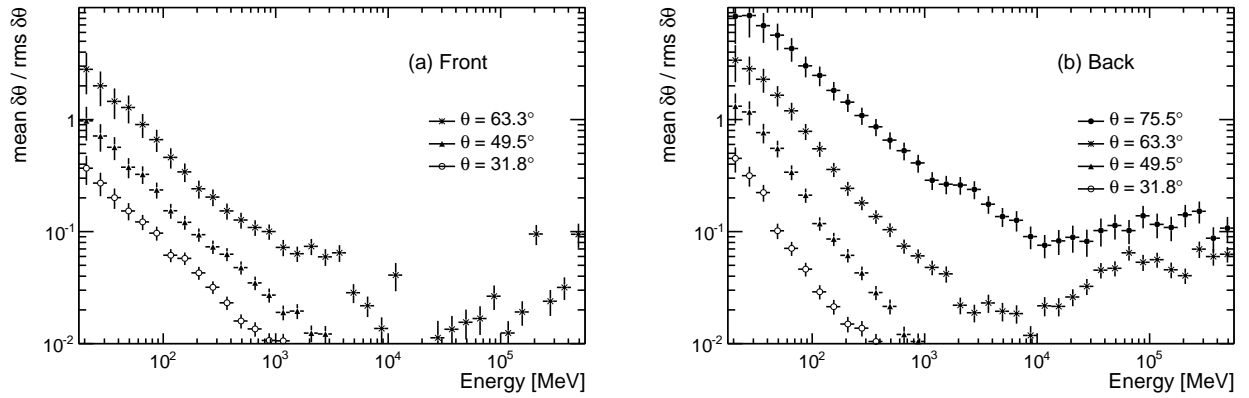 mean δθ / rms δθ
(a) Front
θ = 63.3°
θ = 49.5°
θ = 31.8°
1
10⁻¹
10⁻²
10² 10³ 10⁴ 10⁵
Energy [MeV]
mean δθ / rms δθ
(b) Back
θ = 75.5°
θ = 63.3°
θ = 49.5°
θ = 31.8°
1
10⁻¹
10⁻²
10² 10³ 10⁴ 10⁵
Energy [MeV]